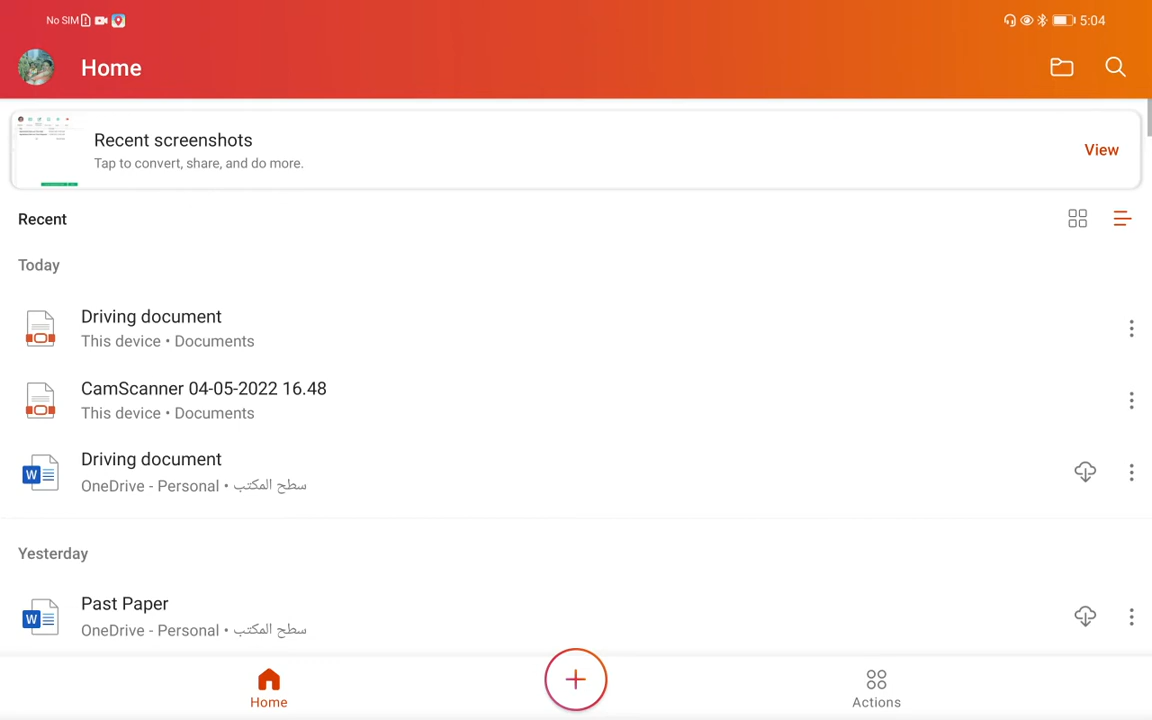 No SIM
5:04
Home
Recent screenshots
Tap to convert, share, and do more.
View
Recent
Today
Driving document
This device • Documents
CamScanner 04-05-2022 16.48
This device • Documents
W
Driving document
OneDrive - Personal • سطح المكتب
Yesterday
W
Past Paper
OneDrive - Personal • سطح المكتب
Home
Actions